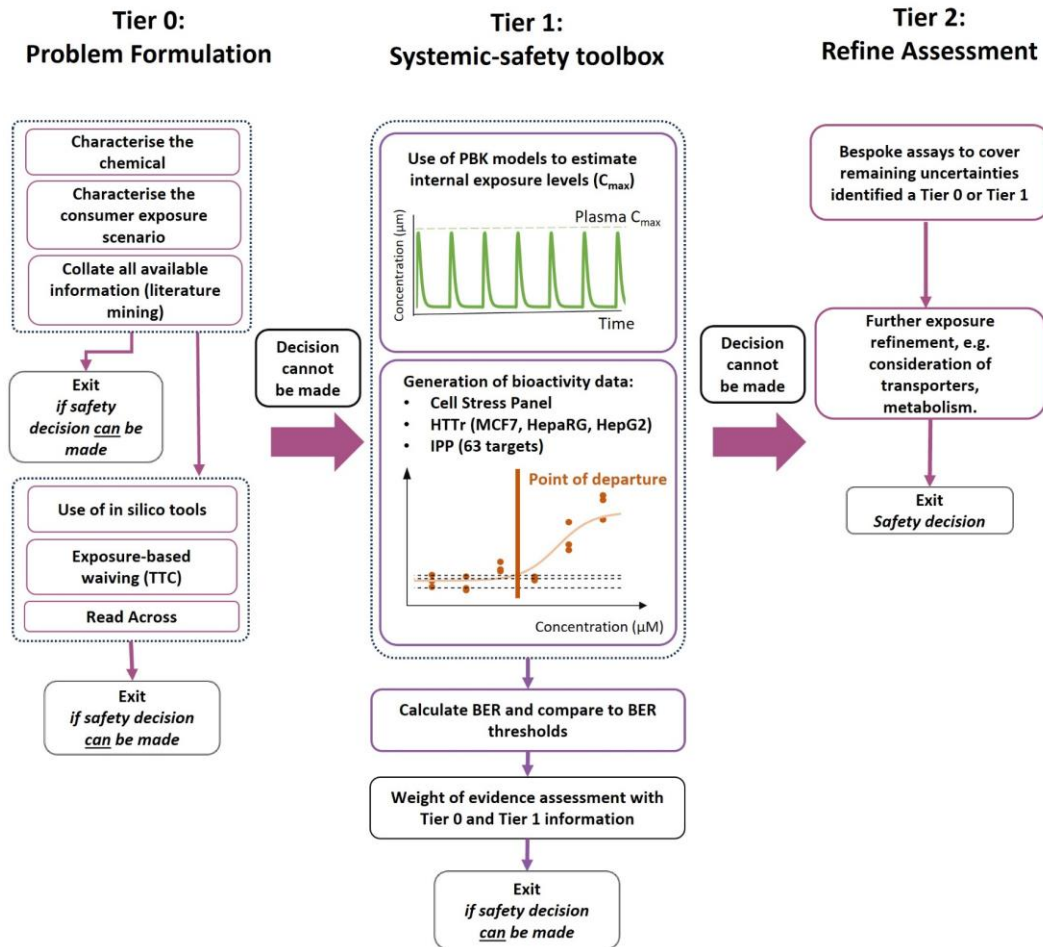 Tier 0:
Problem Formulation
Characterise the
chemical
Characterise the
consumer exposure
scenario
Collate all available
information (literature
mining)
Exit
if safety
decision can be
made
Use of in silico tools
Exposure-based
waiving (TTC)
Read Across
Exit
if safety decision
can be made
Decision
cannot
be made
Tier 1:
Systemic-safety toolbox
Use of PBK models to estimate
internal exposure levels (Cmax)
Plasma Cmax
Concentration (μm)
Time
Generation of bioactivity data:
• Cell Stress Panel
• HTTr (MCF7, HepaRG, HepG2)
• IPP (63 targets)
Point of departure
Concentration (μM)
Calculate BER and compare to BER
thresholds
Weight of evidence assessment with
Tier 0 and Tier 1 information
Exit
if safety decision
can be made
Decision
cannot
be made
Tier 2:
Refine Assessment
Bespoke assays to cover
remaining uncertainties
identified a Tier 0 or Tier 1
Further exposure
refinement, e.g.
consideration of
transporters,
metabolism.
Exit
Safety decision